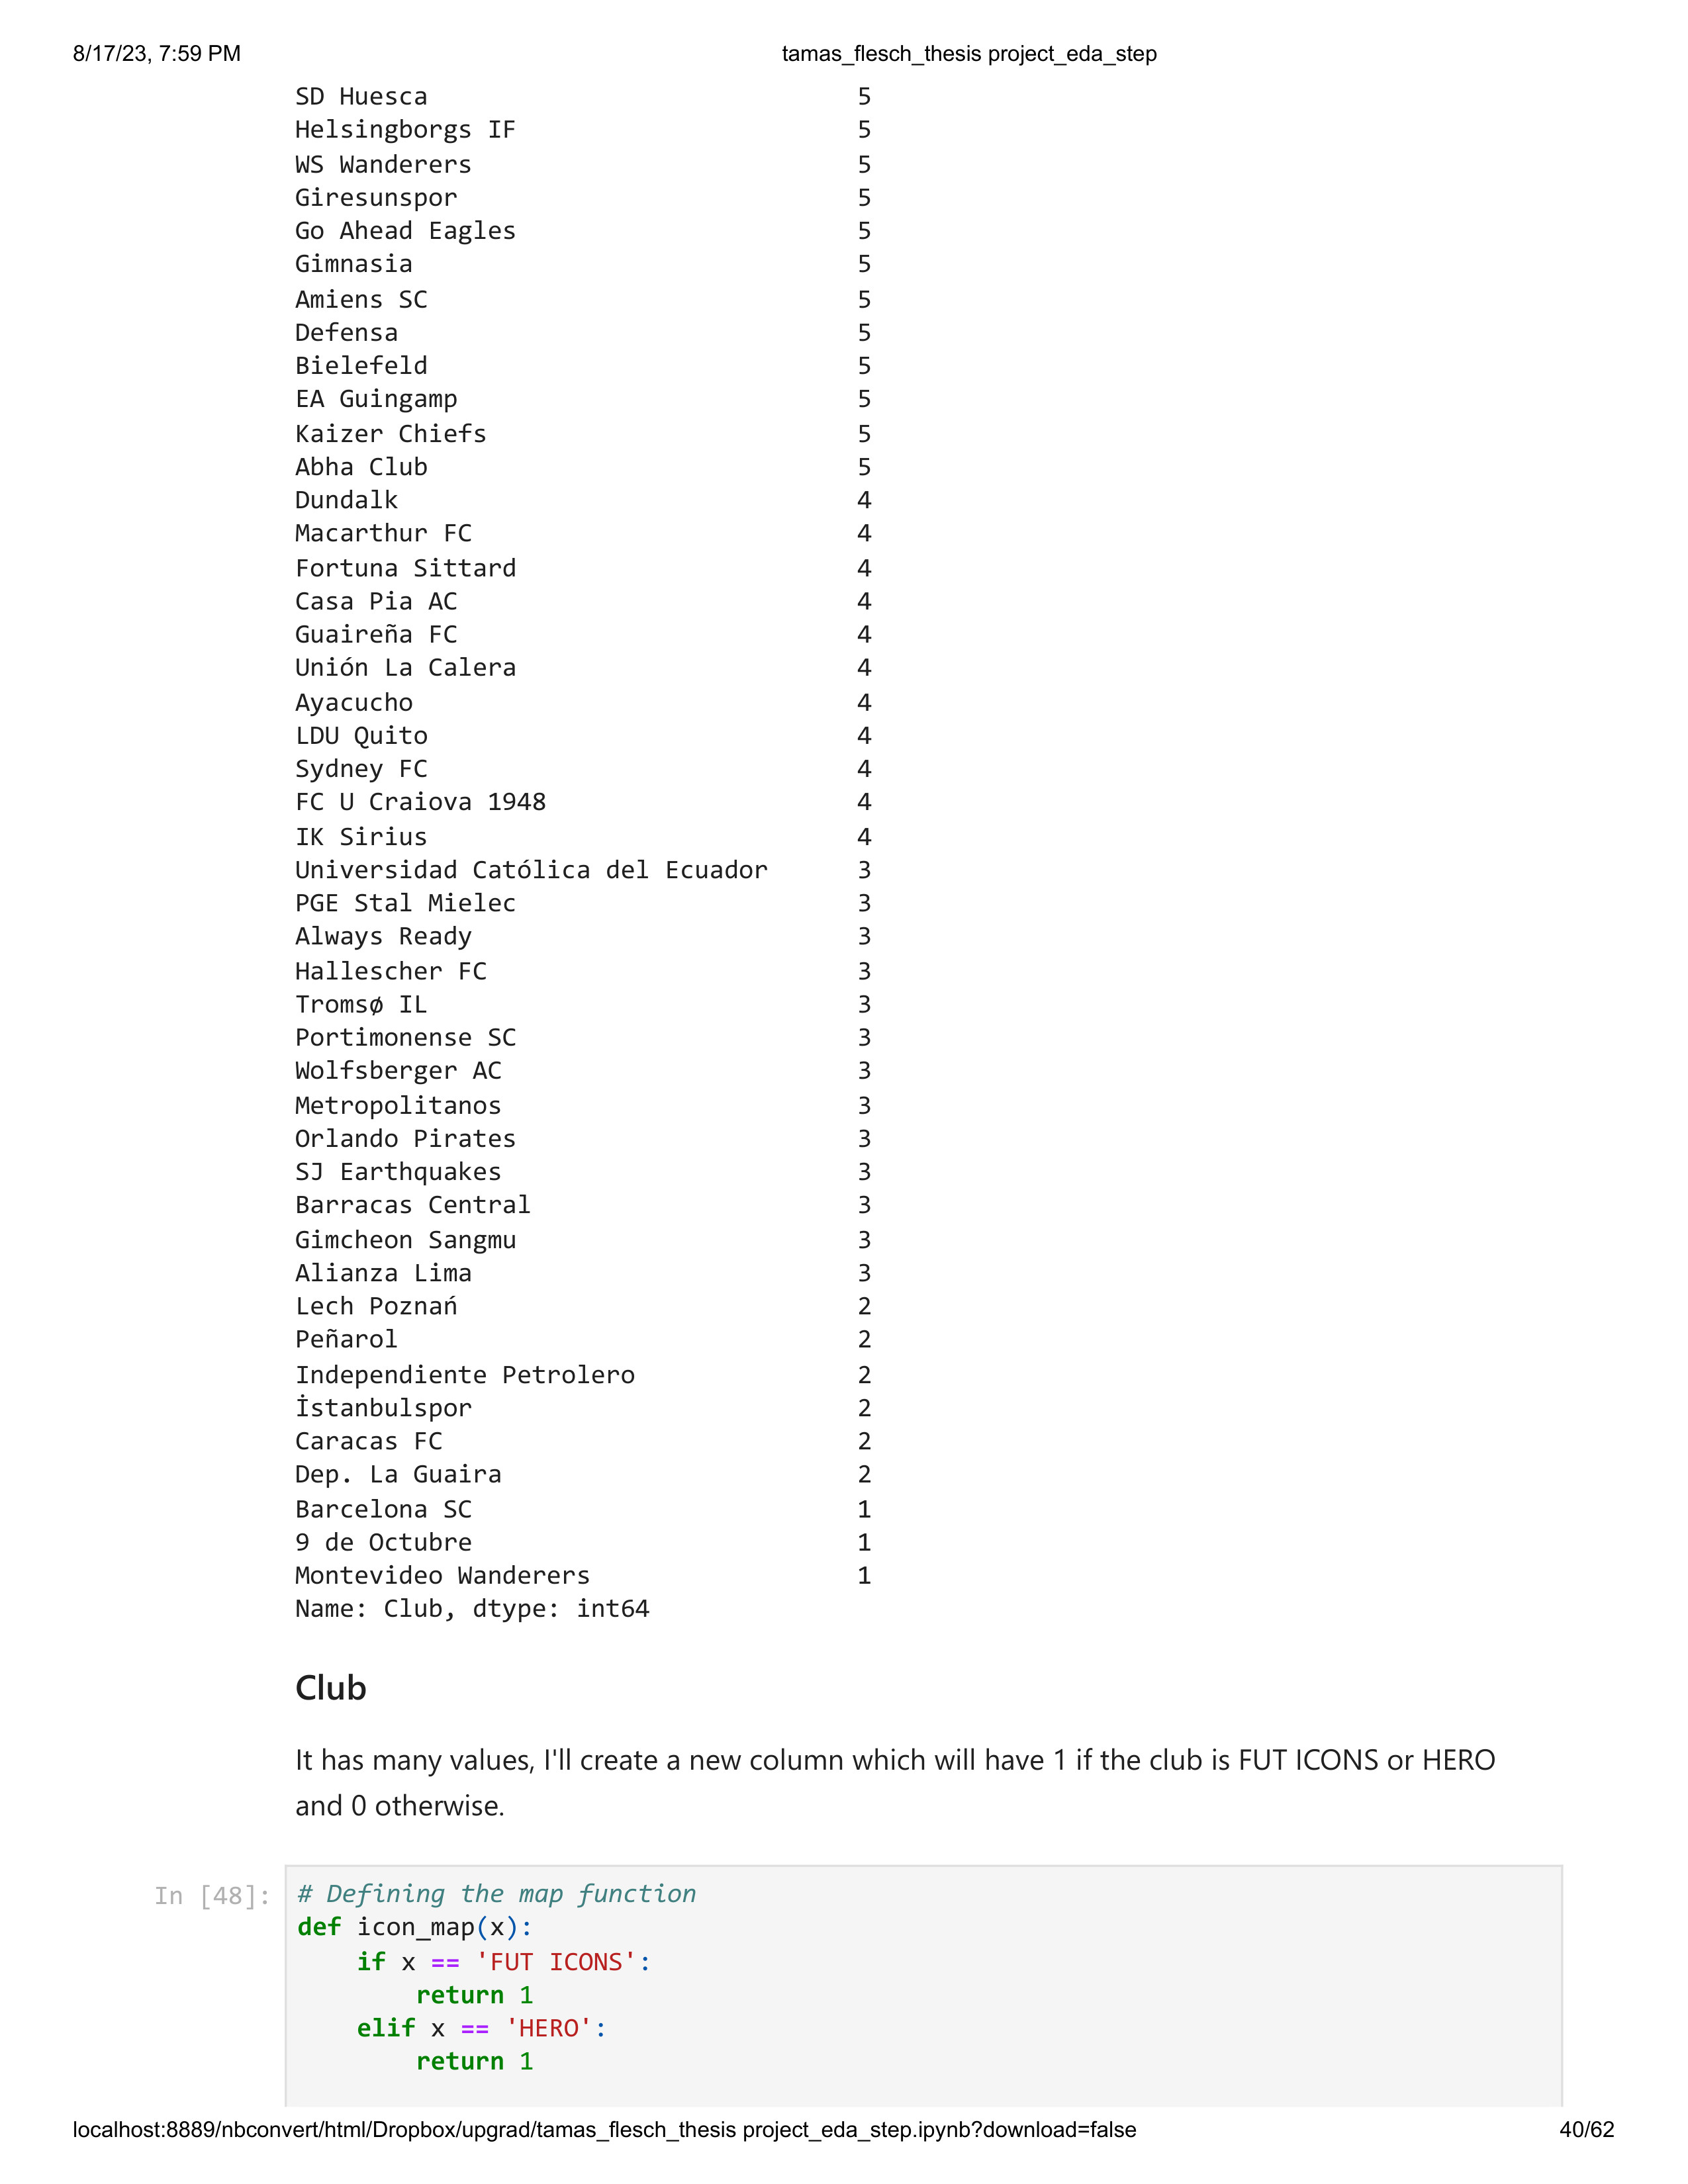 8/17/23, 7:59 PM tamas_flesch_thesis project_eda_step
SD Huesca 5
Helsingborgs IF 5
WS Wanderers 5
Giresunspor 5
Go Ahead Eagles 5
Gimnasia 5
Amiens SC 5
Defensa 5
Bielefeld 5
EA Guingamp 5
Kaizer Chiefs 5
Abha Club 5
Dundalk 4
Macarthur FC 4
Fortuna Sittard 4
Casa Pia AC 4
Guaireña FC 4
Unión La Calera 4
Ayacucho 4
LDU Quito 4
Sydney FC 4
FC U Craiova 1948 4
IK Sirius 4
Universidad Católica del Ecuador 3
PGE Stal Mielec 3
Always Ready 3
Hallescher FC 3
Tromsø IL 3
Portimonense SC 3
Wolfsberger AC 3
Metropolitanos 3
Orlando Pirates 3
SJ Earthquakes 3
Barracas Central 3
Gimcheon Sangmu 3
Alianza Lima 3
Lech Poznań 2
Peñarol 2
Independiente Petrolero 2
İstanbulspor 2
Caracas FC 2
Dep. La Guaira 2
Barcelona SC 1
9 de Octubre 1
Montevideo Wanderers 1
Name: Club, dtype: int64
Club
It has many values, I'll create a new column which will have 1 if the club is FUT ICONS or HERO
and 0 otherwise.
In [48]: # Defining the map function
def icon_map(x):
    if x == 'FUT ICONS':
        return 1
    elif x == 'HERO':
        return 1
localhost:8889/nbconvert/html/Dropbox/upgrad/tamas_flesch_thesis project_eda_step.ipynb?download=false 40/62